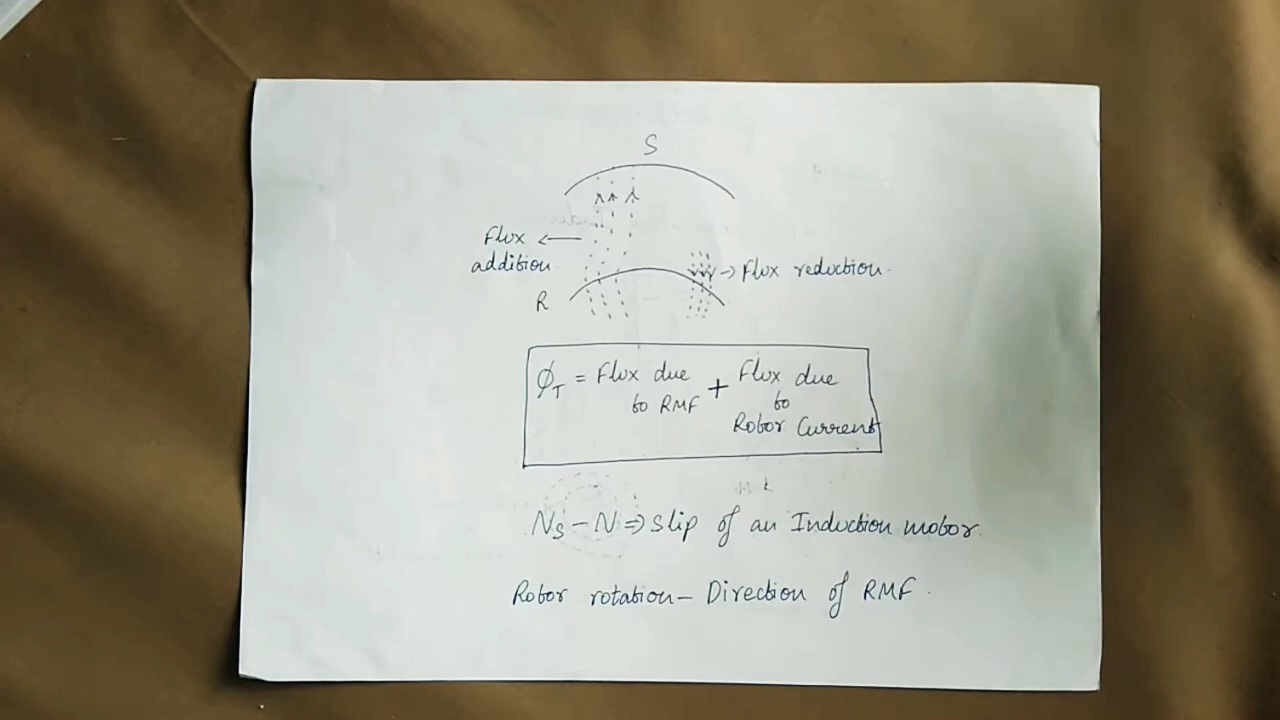 S
Flux ←
addition.
→ Flux reduction.
R
ϕT = Flux due to RMF + Flux due to Rotor Current
Ns - N ⇒ slip of an Induction motor.
Rotor rotation - Direction of RMF.